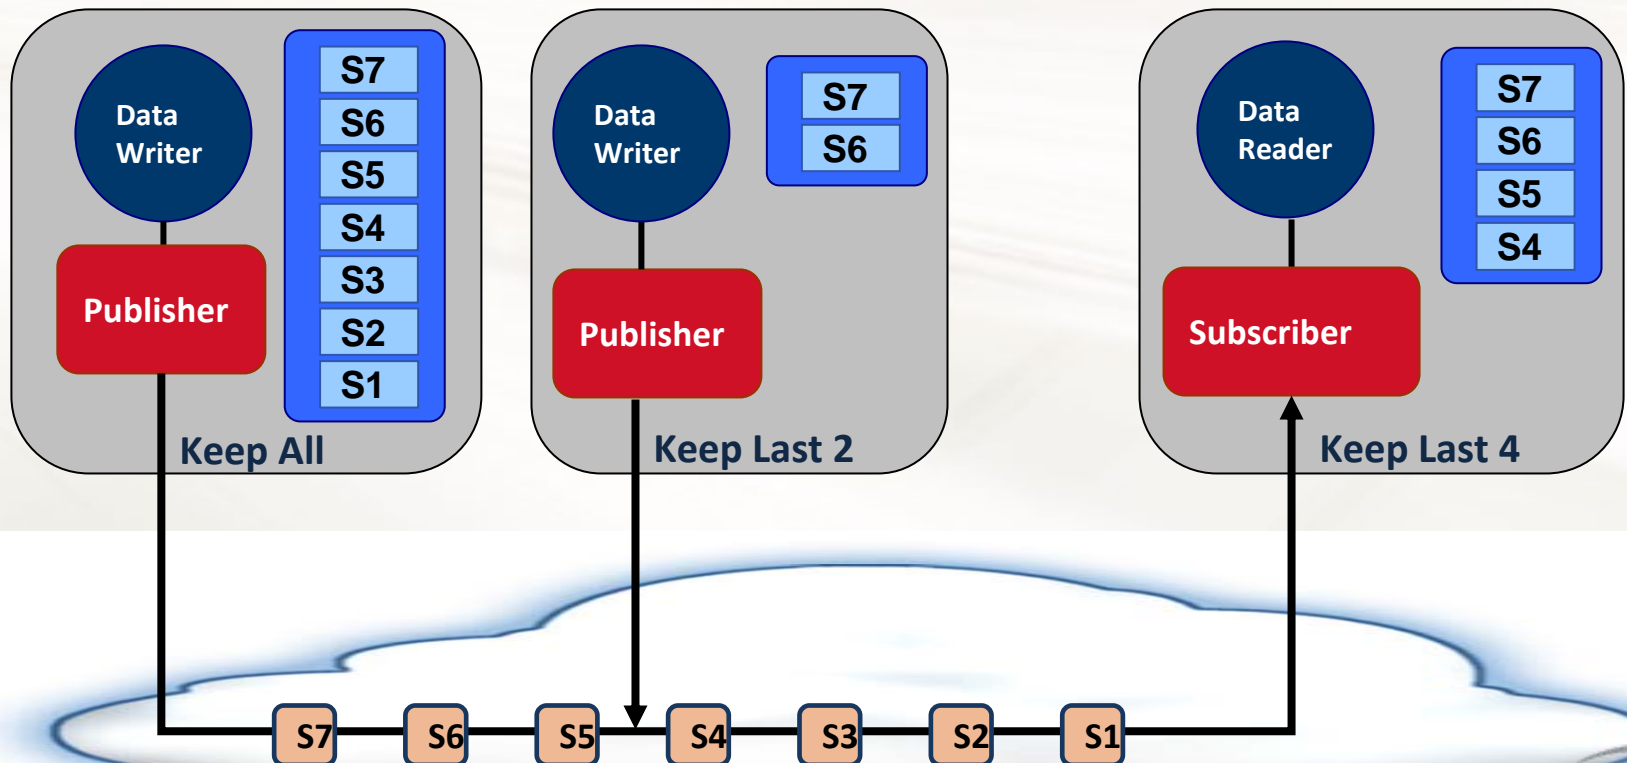 Data
Writer
S7
S6
S5
S4
S3
S2
S1
Publisher
Keep All
Data
Writer
S7
S6
Publisher
Keep Last 2
Data
Reader
S7
S6
S5
S4
Subscriber
Keep Last 4
S7 S6 S5 S4 S3 S2 S1